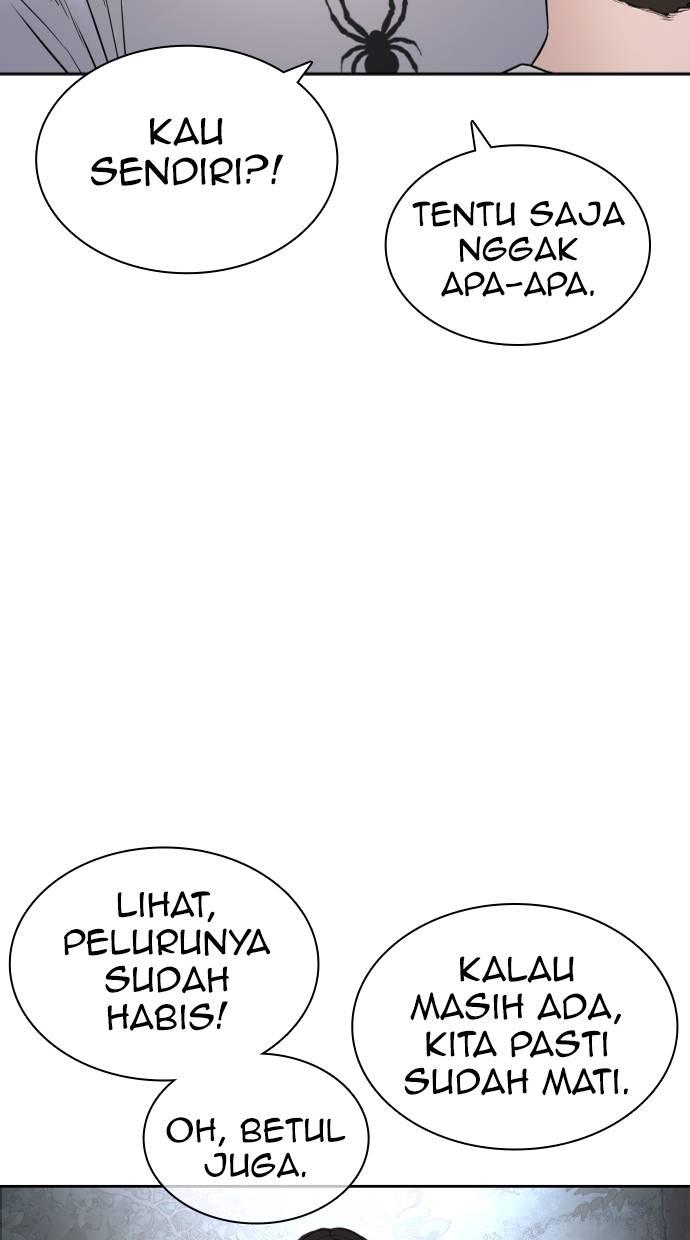 KAU
SENDIRI?!
TENTU SAJA
NGGAK
APA-APA.
LIHAT,
PELURUNYA
SUDAH
HABIS!
KALAU
MASIH ADA,
KITA PASTI
SUDAH MATI.
OH, BETUL
JUGA.